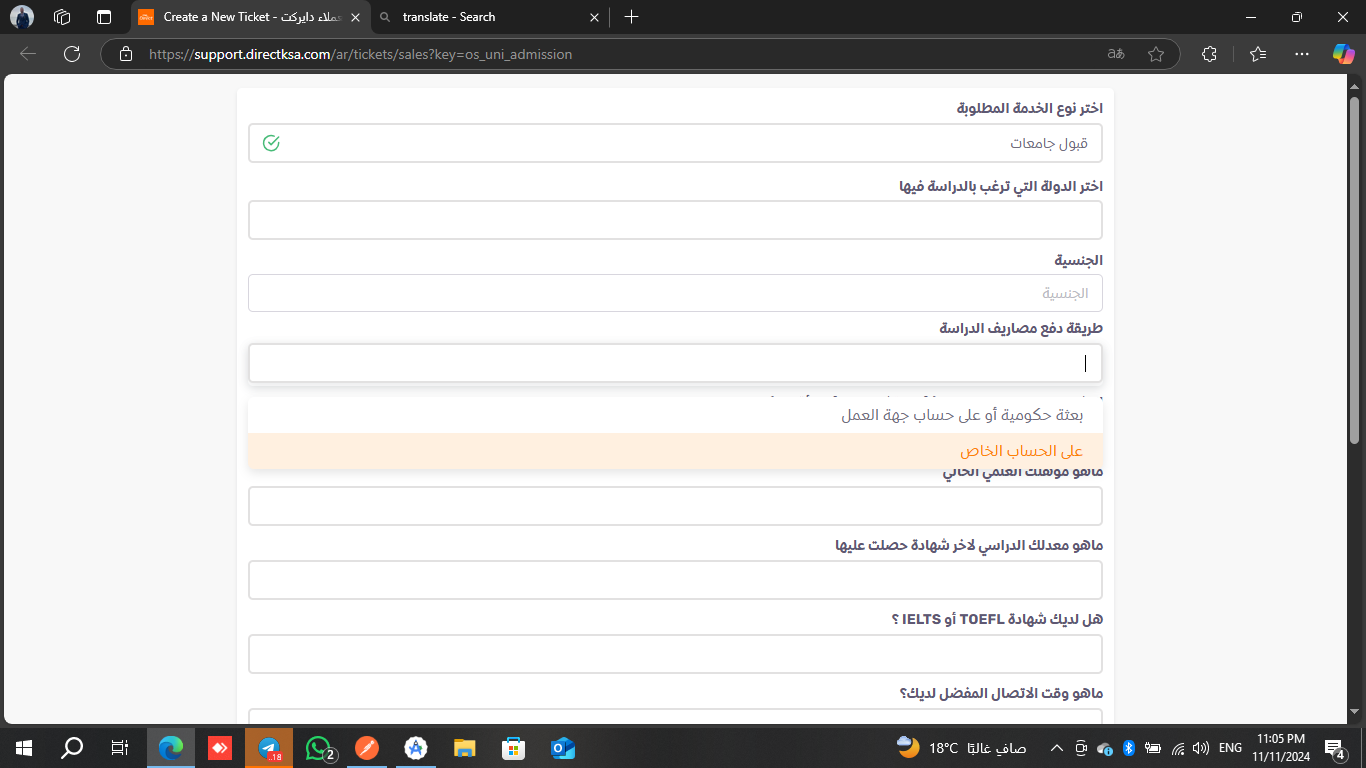 Create a New Ticket - عملاء دايركت
translate - Search
https://support.directksa.com/ar/tickets/sales?key=os_uni_admission
اختر نوع الخدمة المطلوبة
قبول جامعات
اختر الدولة التي ترغب بالدراسة فيها
الجنسية
الجنسية
طريقة دفع مصاريف الدراسة
بعثة حكومية أو على حساب جهة العمل
على الحساب الخاص
ماهو مؤهلك العلمي الحالي
ماهو معدلك الدراسي لاخر شهادة حصلت عليها
هل لديك شهادة TOEFL أو IELTS ؟
ماهو وقت الاتصال المفضل لديك؟
..18
2
18°C صافٍ غالبًا
ENG
11:05 PM
11/11/2024
4